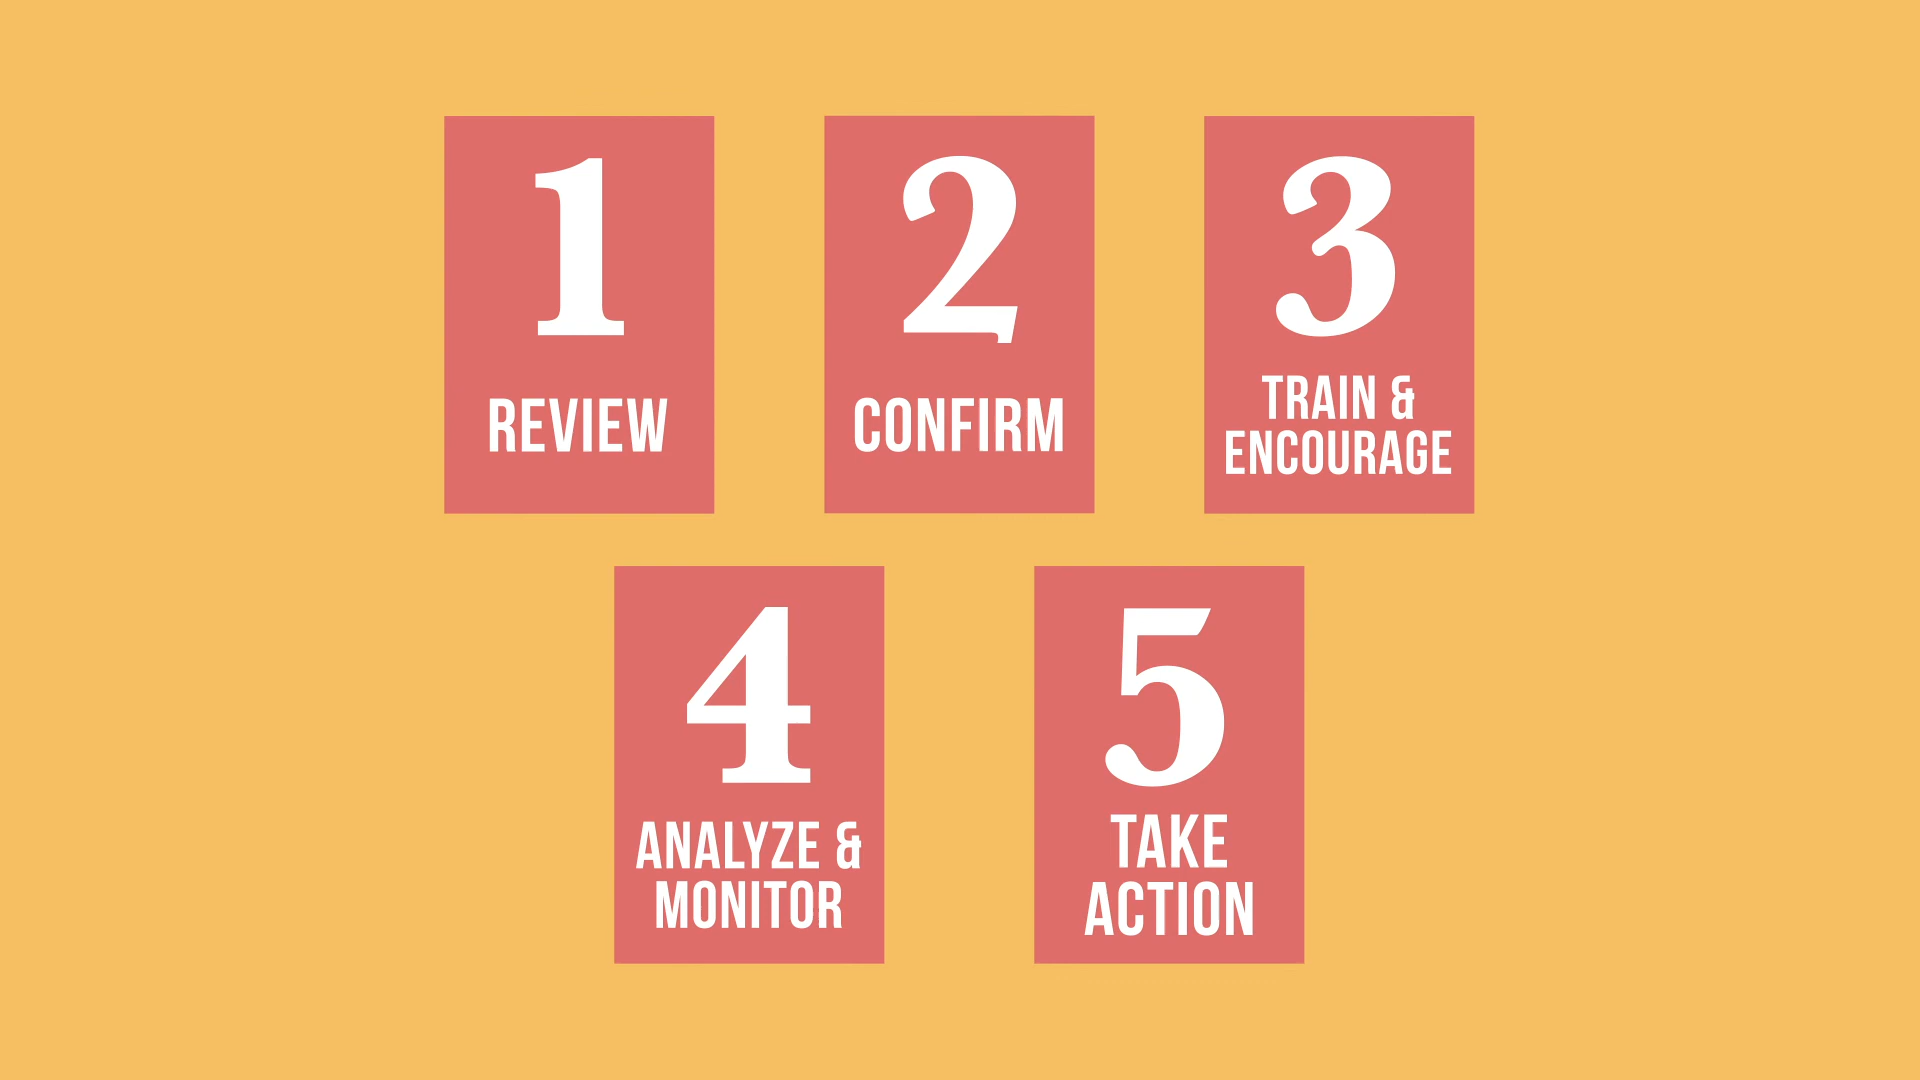 1
REVIEW
2
CONFIRM
3
TRAIN &
ENCOURAGE
4
ANALYZE &
MONITOR
5
TAKE
ACTION